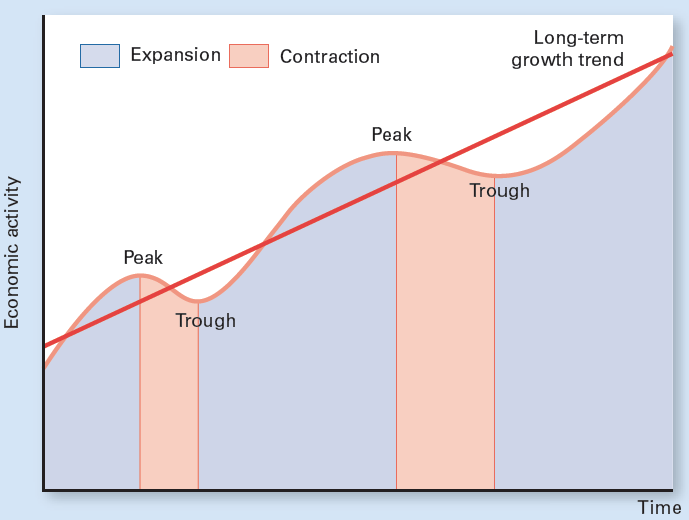 Expansion
Contraction
Long-term
growth trend
Peak
Trough
Peak
Trough
Economic activity
Time